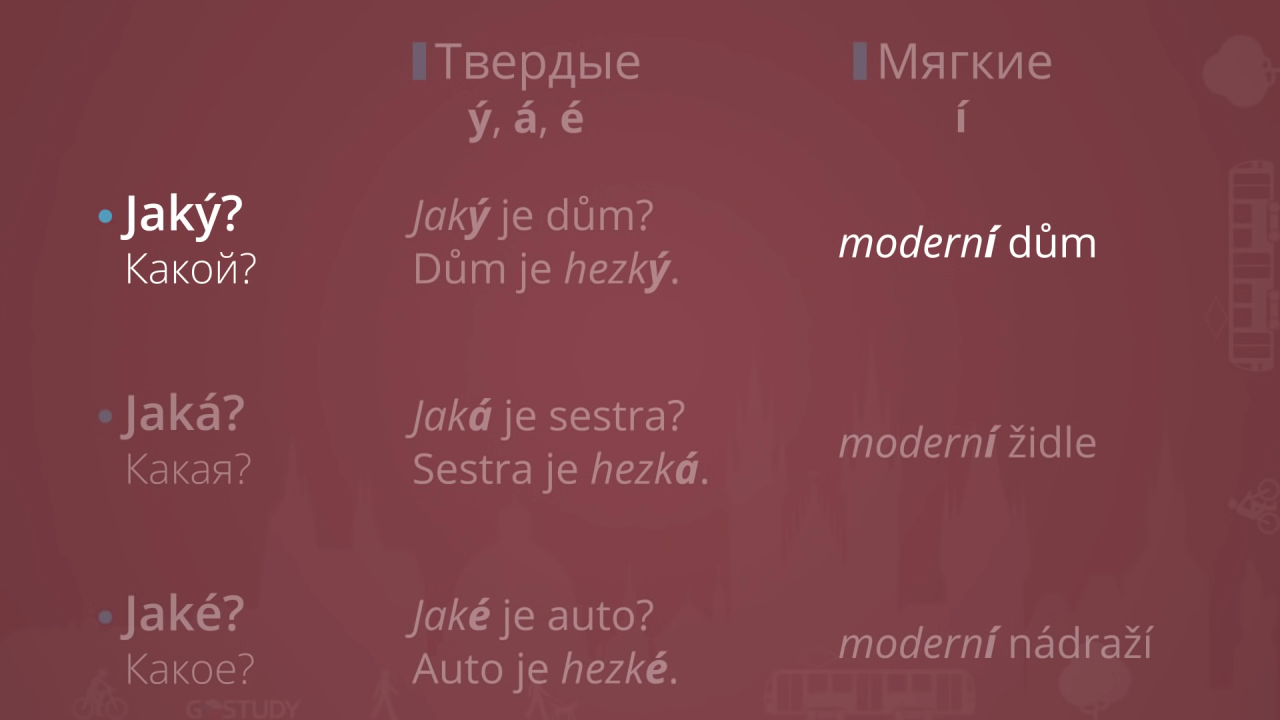 Твердые
ý, á, é
Мягкие
í
• Jaký?
Какой?
Jaký je dům?
Dům je hezký.
moderní dům
• Jaká?
Какая?
Jaká je sestra?
Sestra je hezká.
moderní židle
• Jaké?
Какое?
Jaké je auto?
Auto je hezké.
moderní nádraží
STUDY